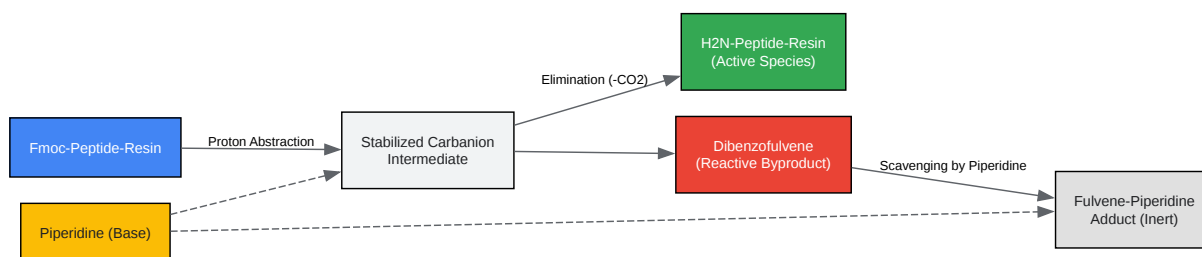 H2N-Peptide-Resin
(Active Species)
Elimination (-CO2)
Fmoc-Peptide-Resin
Proton Abstraction
Stabilized Carbanion
Intermediate
Dibenzofulvene
(Reactive Byproduct)
Scavenging by Piperidine
Piperidine (Base)
Fulvene-Piperidine
Adduct (Inert)